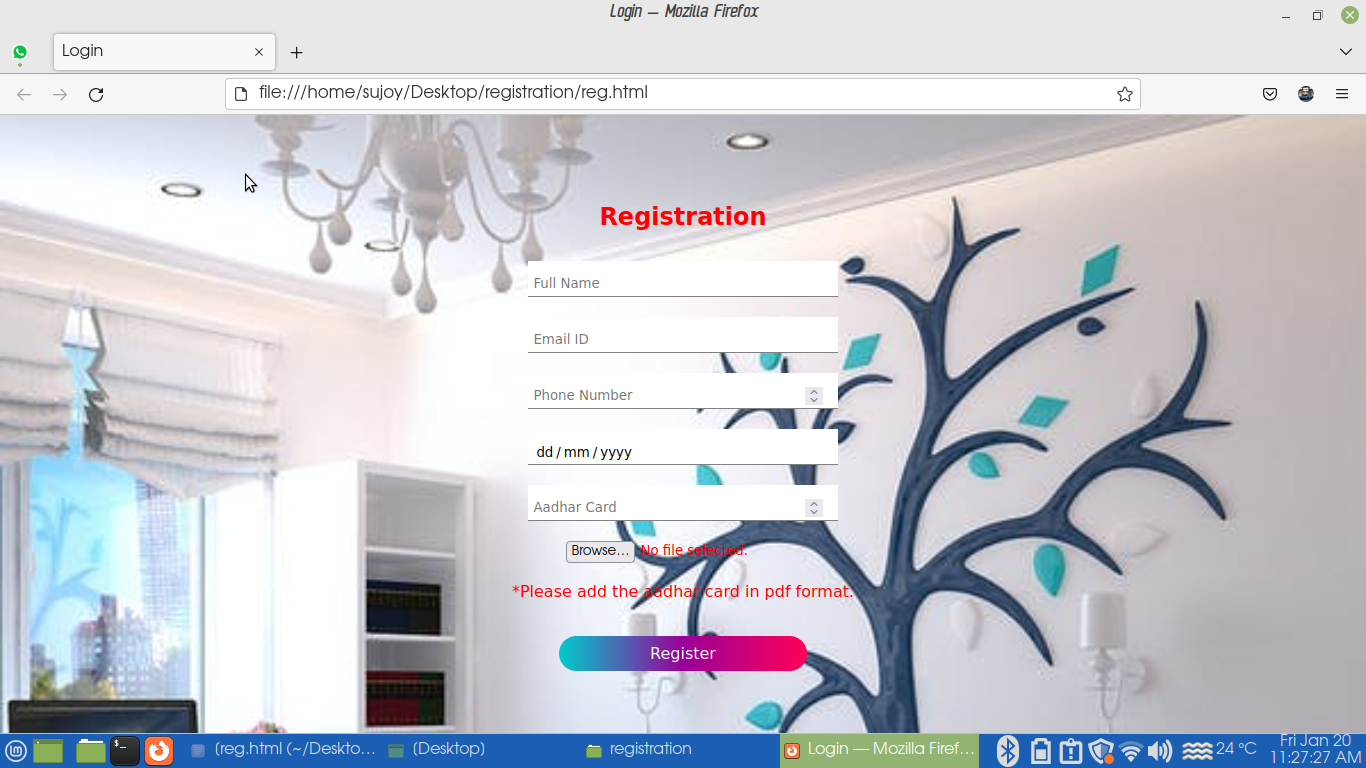 Login — Mozilla Firefox
Login
file:///home/sujoy/Desktop/registration/reg.html
Registration
Full Name
Email ID
Phone Number
dd / mm / yyyy
Aadhar Card
Browse... No file selected.
*Please add the aadhar card in pdf format.
Register
[reg.html (~/Deskto... [Desktop] registration Login — Mozilla Firef... 24 °C Fri Jan 20
11:27:27 AM